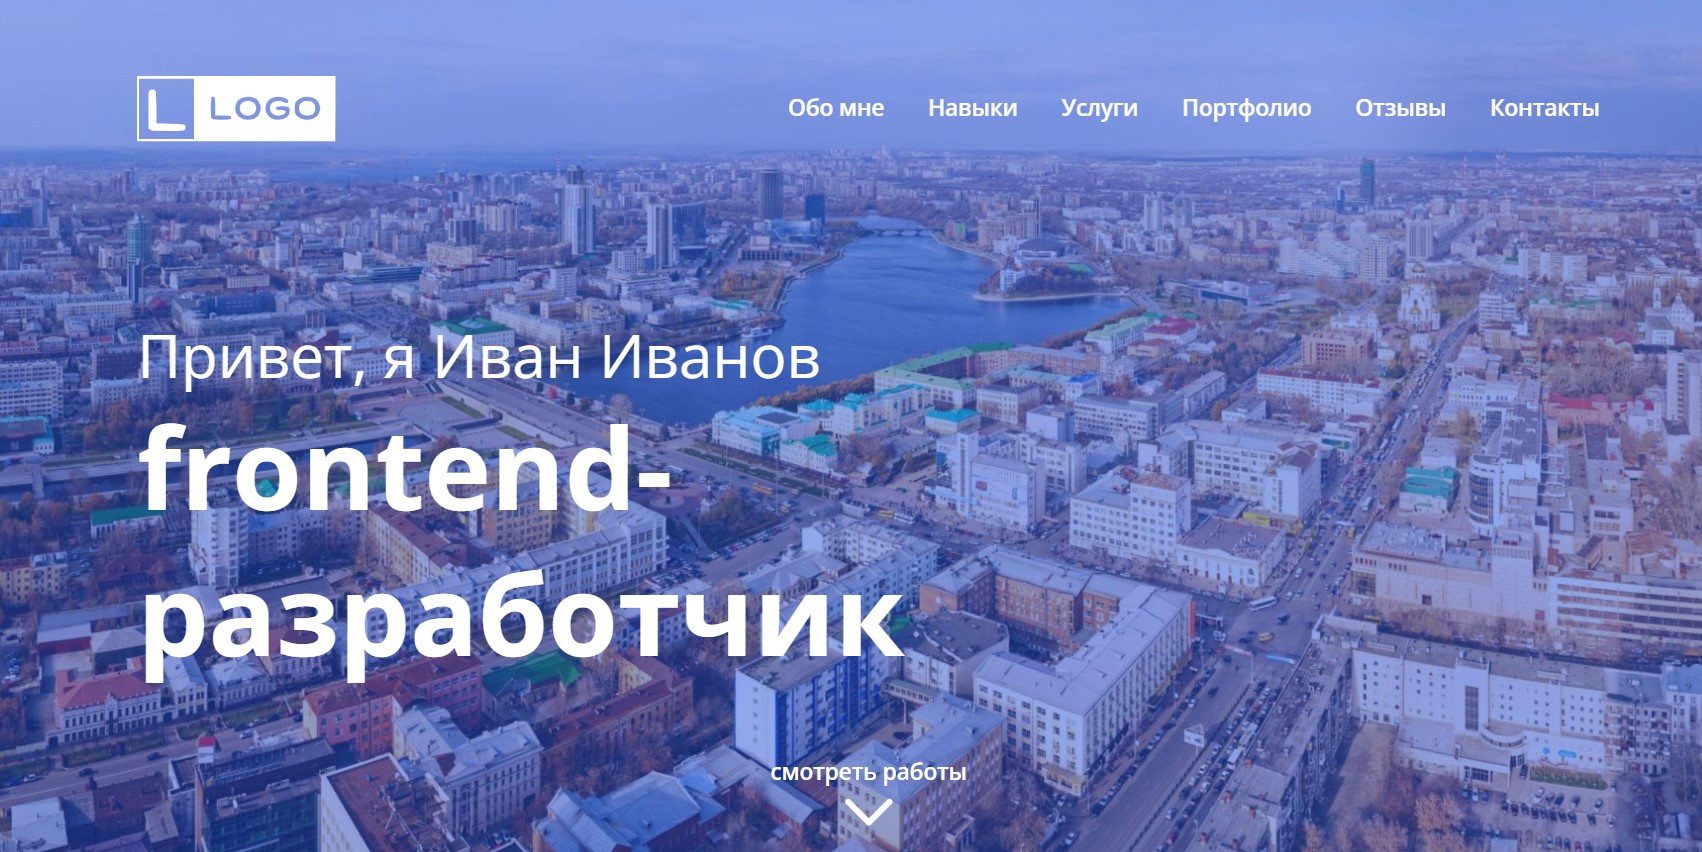 L LOGO
Обо мне Навыки Услуги Портфолио Отзывы Контакты
Привет, я Иван Иванов
frontend-
разработчик
смотреть работы